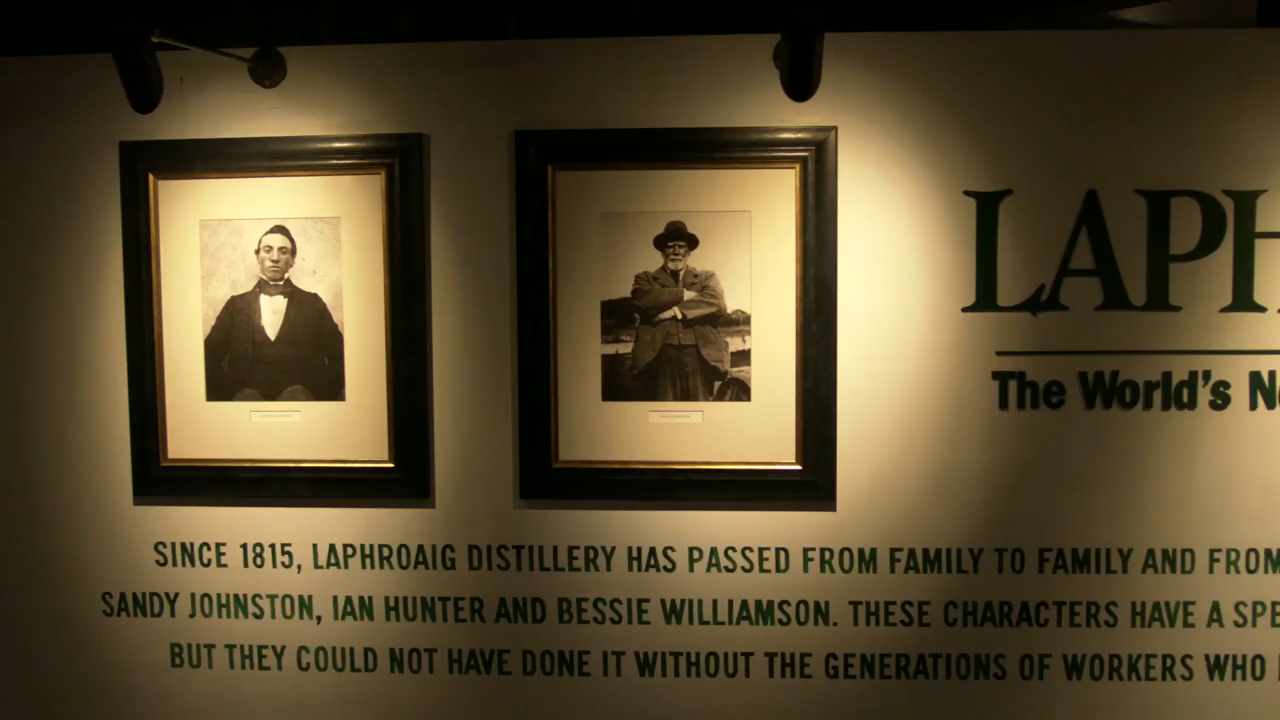 LAPH
The World's N
SINCE 1815, LAPHROAIG DISTILLERY HAS PASSED FROM FAMILY TO FAMILY AND FROM
SANDY JOHNSTON, IAN HUNTER AND BESSIE WILLIAMSON. THESE CHARACTERS HAVE A SPE
BUT THEY COULD NOT HAVE DONE IT WITHOUT THE GENERATIONS OF WORKERS WHO